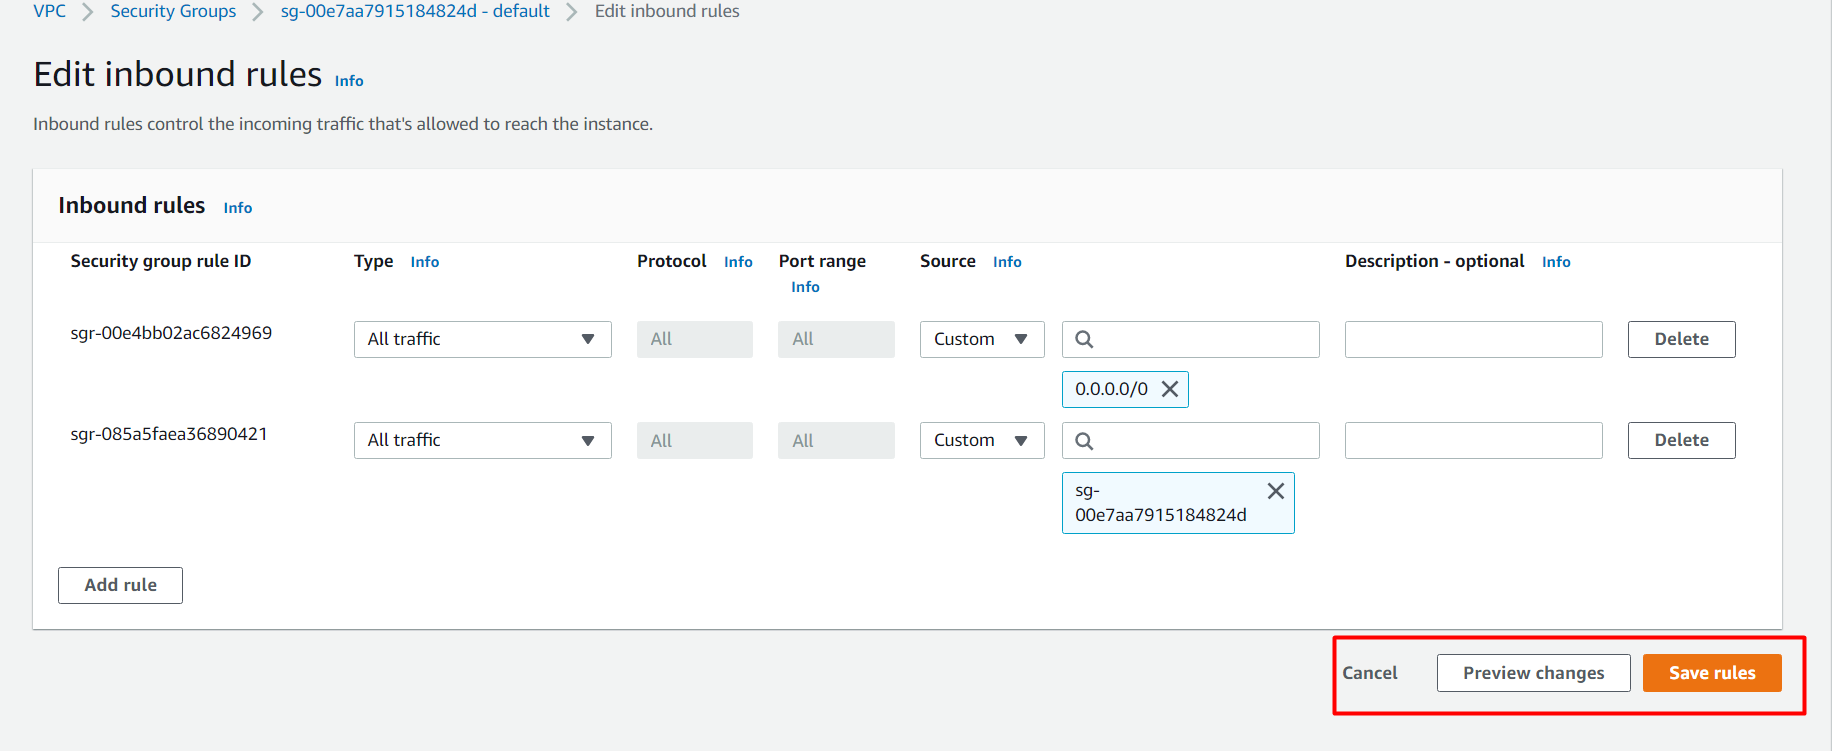 VPC > Security Groups > sg-00e7aa7915184824d - default > Edit inbound rules
Edit inbound rules Info
Inbound rules control the incoming traffic that's allowed to reach the instance.
Inbound rules Info
Security group rule ID Type Info Protocol Info Port range Info Source Info Description - optional Info
sgr-00e4bb02ac6824969 All traffic All All Custom Delete
0.0.0.0/0
sgr-085a5faea36890421 All traffic All All Custom Delete
sg-
00e7aa7915184824d
Add rule
Cancel Preview changes Save rules